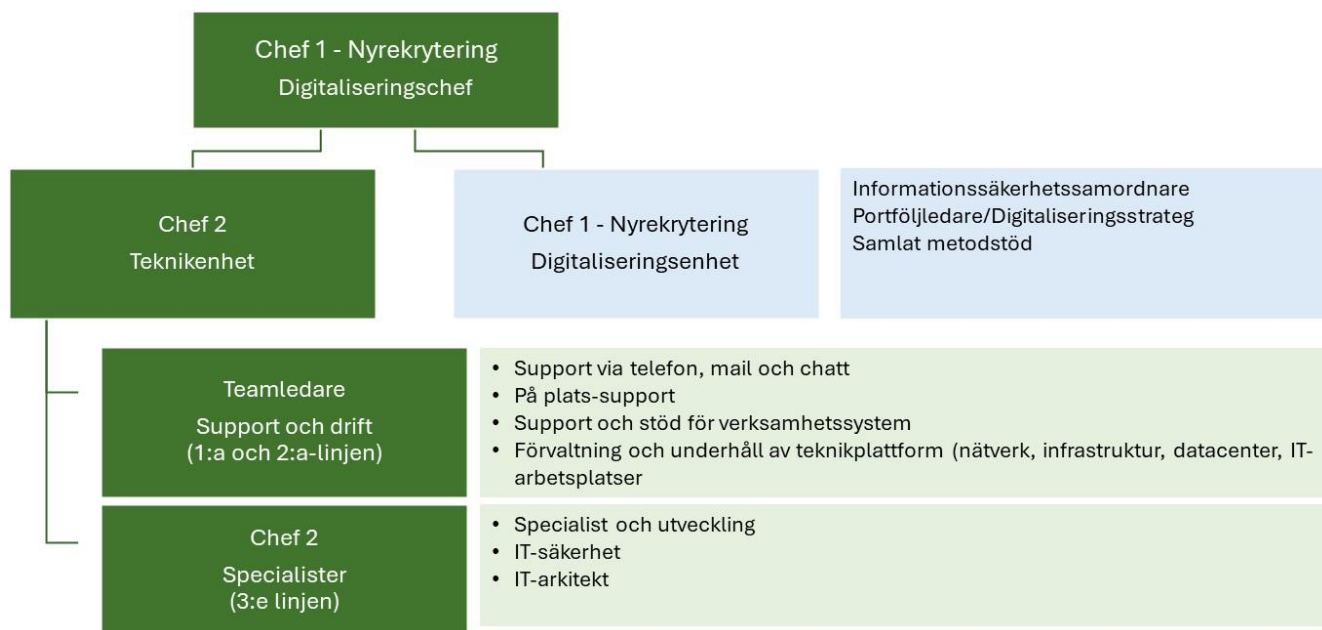 Chef 1 - Nyrekrytering
Digitaliseringschef
Chef 2
Teknikenhet
Chef 1 - Nyrekrytering
Digitaliseringsenhet
Informationssäkerhetssamordnare
Portföljledare/Digitaliseringsstrateg
Samlat metodstöd
Teamledare
Support och drift
(1:a och 2:a-linjen)
• Support via telefon, mail och chatt
• På plats-support
• Support och stöd för verksamhetssystem
• Förvaltning och underhåll av teknikplattform (nätverk, infrastruktur, datacenter, IT-
arbetsplatser
Chef 2
Specialister
(3:e linjen)
• Specialist och utveckling
• IT-säkerhet
• IT-arkitekt